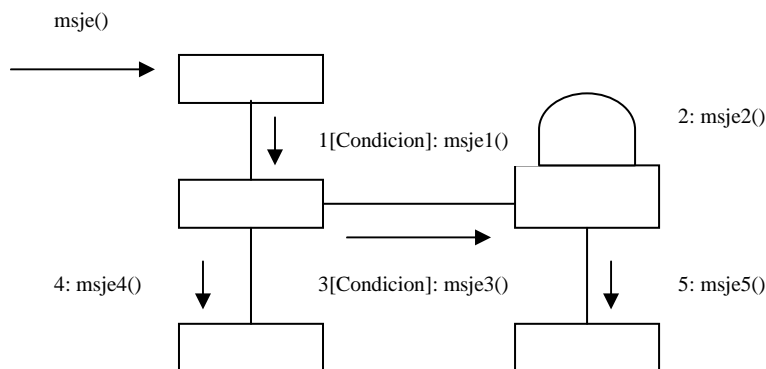 msje()
2: msje2()
1[Condicion]: msje1()
4: msje4()
3[Condicion]: msje3()
5: msje5()